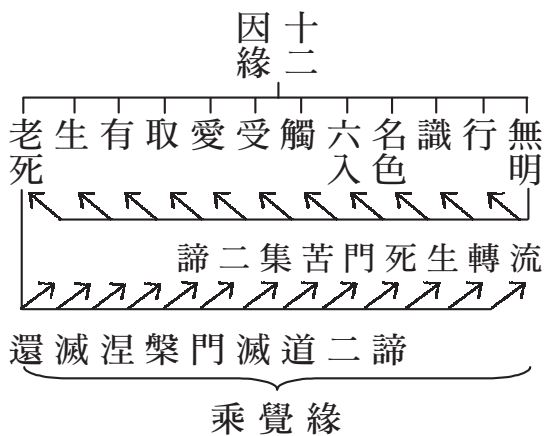 十二
因緣
無明 行 識 名色 六入 觸 受 愛 取 有 生 老死
流轉生死門苦集二諦
還滅涅槃門滅道二諦
緣覺乘